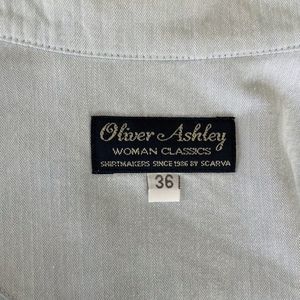 Oliver Ashley
WOMAN CLASSICS
SHIRTMAKERS SINCE 1986 BY SCARVA
36